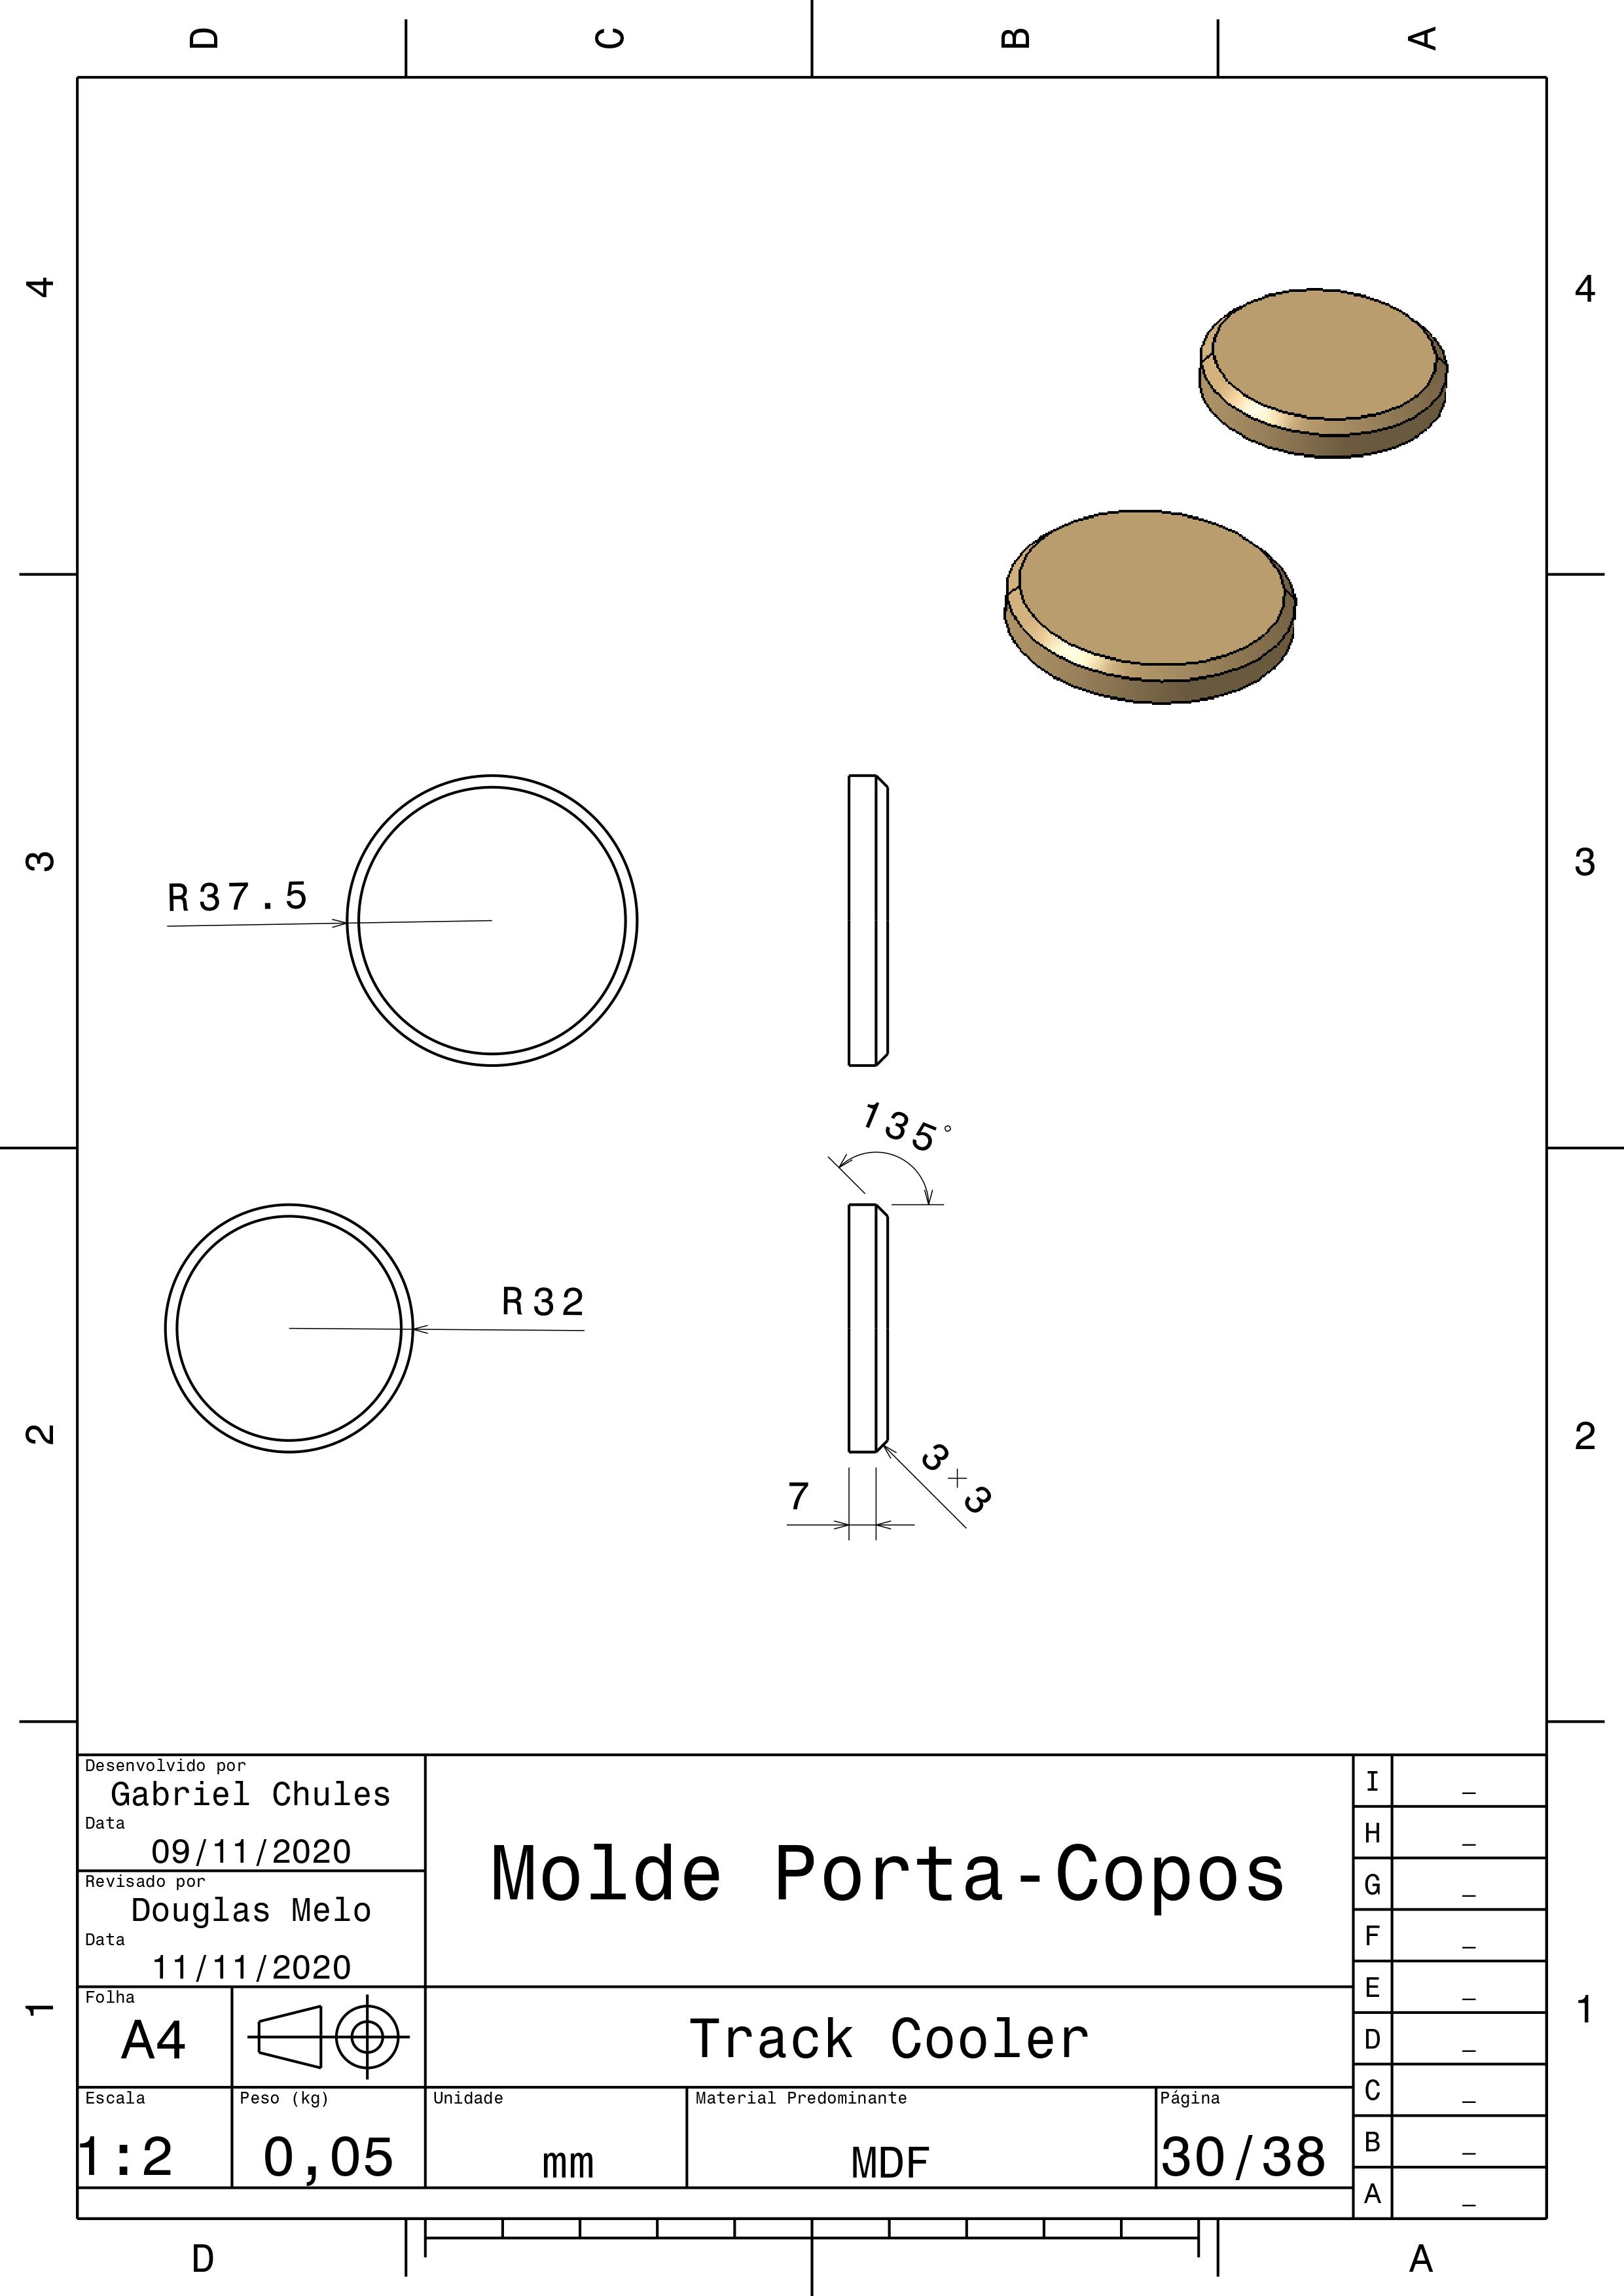 D C B A
4 4
3 3
R37.5
135°
R32
2 2
3×3
7
Desenvolvido por
Gabriel Chules
Data
09/11/2020
Revisado por
Douglas Melo
Data
11/11/2020
Molde Porta-Copos
Folha
A4
Track Cooler
Escala
1:2
Peso (kg)
0,05
Unidade
mm
Material Predominante
MDF
Página
30/38
I _
H _
G _
F _
E _
D _
C _
B _
A _
1 1
D A